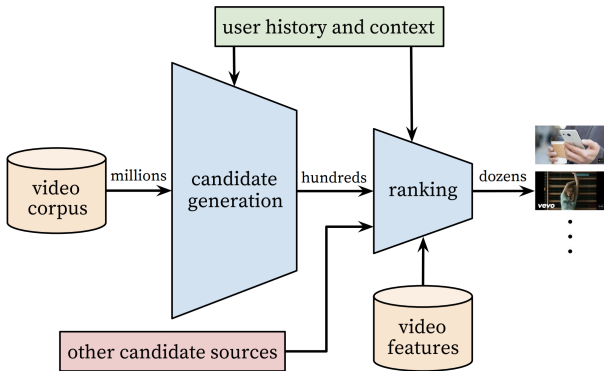 user history and context
video
corpus
millions
candidate
generation
hundreds
ranking
dozens
vevo
other candidate sources
video
features